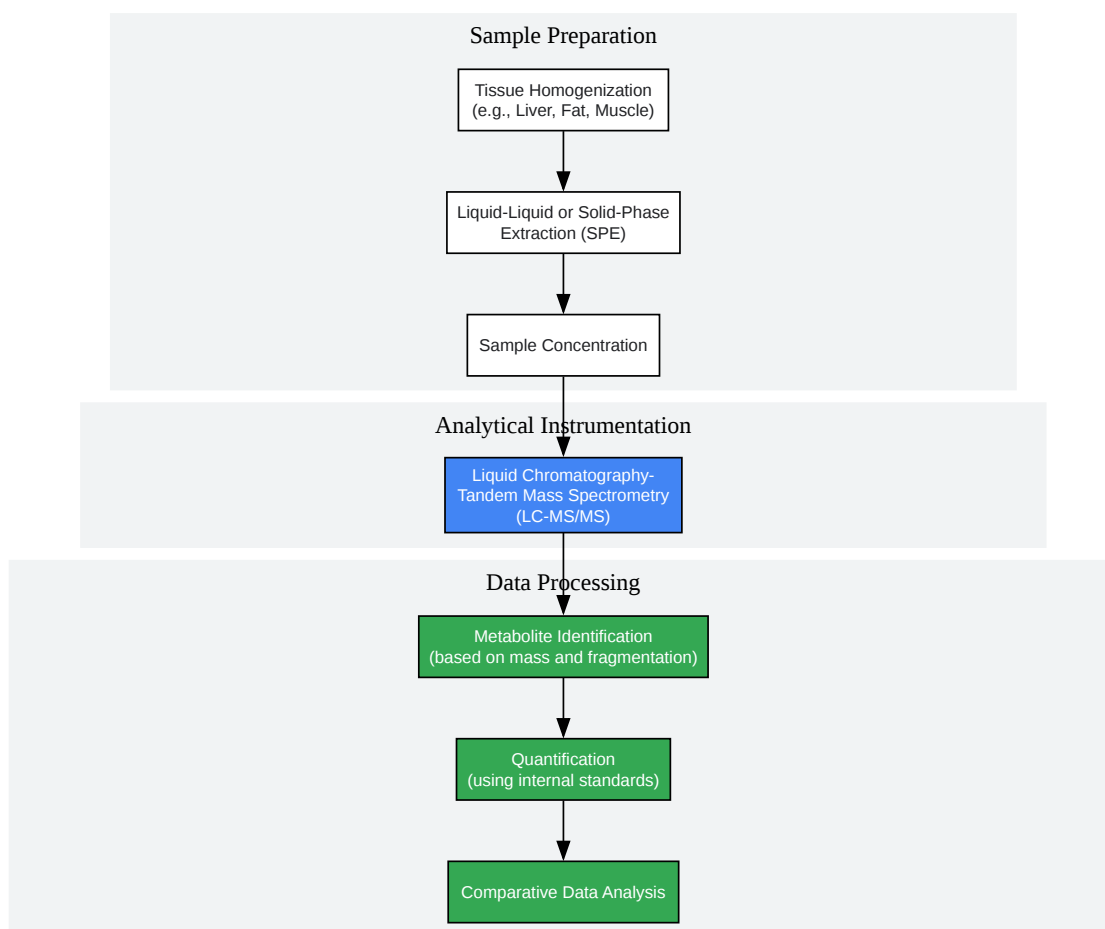 Sample Preparation
Tissue Homogenization
(e.g., Liver, Fat, Muscle)
Liquid-Liquid or Solid-Phase
Extraction (SPE)
Sample Concentration
Analytical Instrumentation
Liquid Chromatography-
Tandem Mass Spectrometry
(LC-MS/MS)
Data Processing
Metabolite Identification
(based on mass and fragmentation)
Quantification
(using internal standards)
Comparative Data Analysis